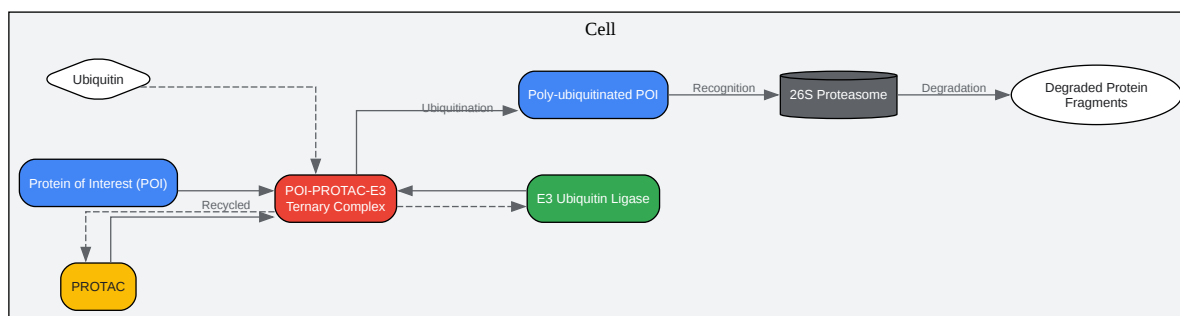 Cell
Ubiquitin
Poly-ubiquitinated POI
Recognition
26S Proteasome
Degradation
Degraded Protein
Fragments
Ubiquitination
Protein of Interest (POI)
POI-PROTAC-E3
Ternary Complex
E3 Ubiquitin Ligase
Recycled
PROTAC